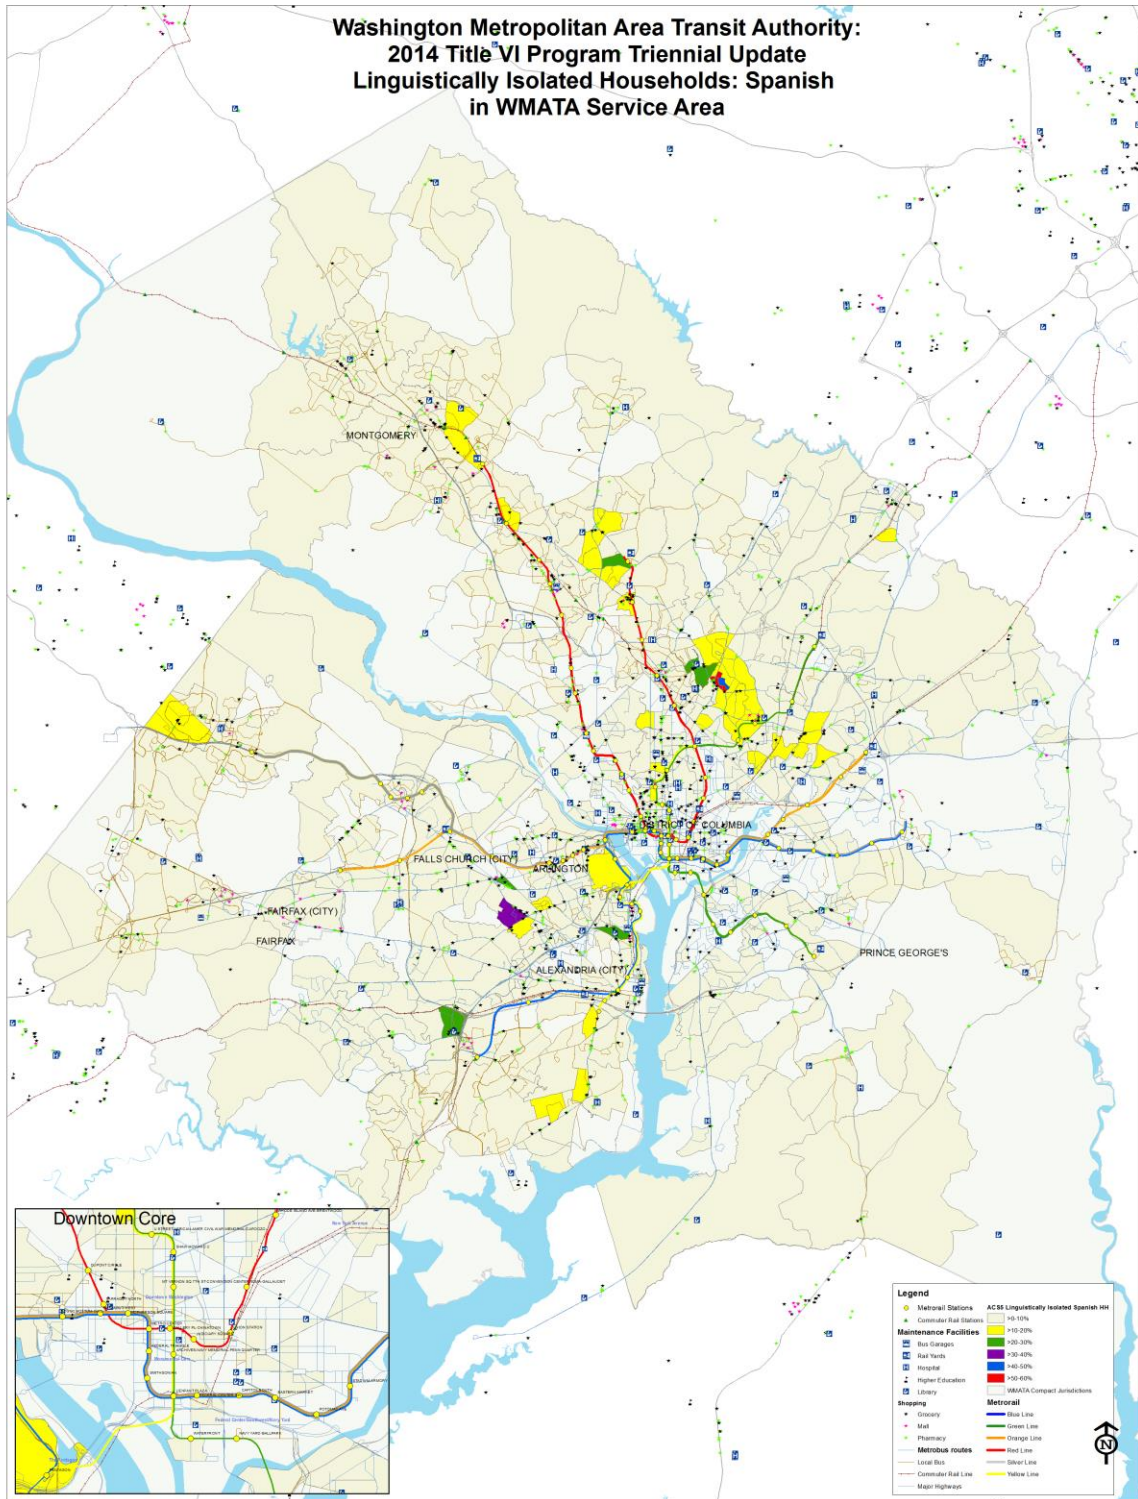 Washington Metropolitan Area Transit Authority:
2014 Title VI Program Triennial Update
Linguistically Isolated Households: Spanish
in WMATA Service Area
MONTGOMERY
DISTRICT OF COLUMBIA
FALLS CHURCH (CITY)
ARLINGTON
FAIRFAX (CITY)
FAIRFAX
PRINCE GEORGE'S
ALEXANDRIA (CITY)
Downtown Core
Legend
Metrorail Stations
Commuter Rail Stations
Maintenance Facilities
Bus Garages
Rail Yards
Hospital
Higher Education
Library
Shopping
Grocery
Mall
Pharmacy
Metrobus routes
Local Bus
Commuter Rail Line
Major Highways
ACS5 Linguistically Isolated Spanish HH
>0-10%
>10-20%
>20-30%
>30-40%
>40-50%
>50-60%
WMATA Compact Jurisdictions
Metrorail
Blue Line
Green Line
Orange Line
Red Line
Silver Line
Yellow Line
N